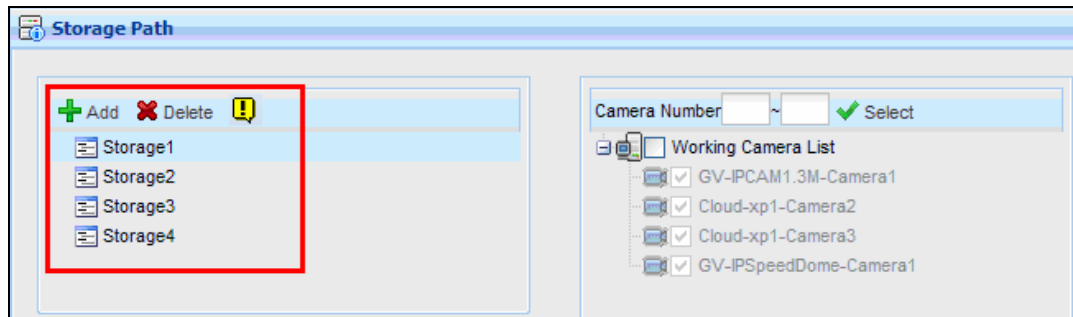 Storage Path
Add Delete
Storage1
Storage2
Storage3
Storage4
Camera Number ~ Select
Working Camera List
GV-IPCAM1.3M-Camera1
Cloud-xp1-Camera2
Cloud-xp1-Camera3
GV-IPSpeedDome-Camera1